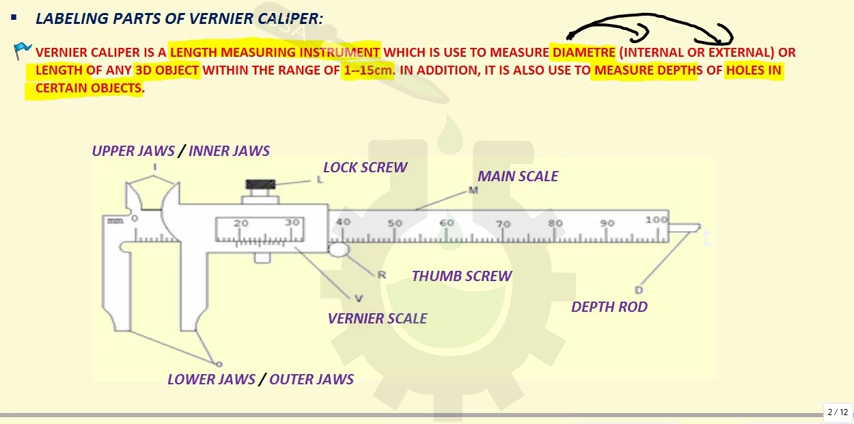 ▪ LABELING PARTS OF VERNIER CALIPER:
VERNIER CALIPER IS A LENGTH MEASURING INSTRUMENT WHICH IS USE TO MEASURE DIAMETRE (INTERNAL OR EXTERNAL) OR
LENGTH OF ANY 3D OBJECT WITHIN THE RANGE OF 1--15cm. IN ADDITION, IT IS ALSO USE TO MEASURE DEPTHS OF HOLES IN
CERTAIN OBJECTS.
UPPER JAWS / INNER JAWS
LOCK SCREW
MAIN SCALE
I
L
M
mm 0 20 30 40 50 60 70 80 90 100
R
THUMB SCREW
V
VERNIER SCALE
D
DEPTH ROD
O
LOWER JAWS / OUTER JAWS
2 / 12